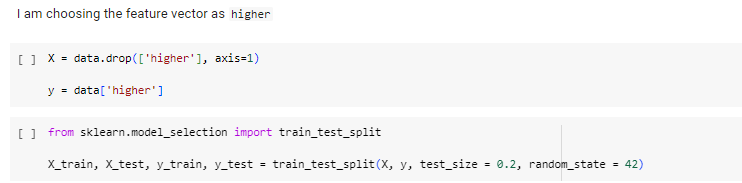 I am choosing the feature vector as higher
[ ] X = data.drop(['higher'], axis=1)
y = data['higher']
[ ] from sklearn.model_selection import train_test_split
X_train, X_test, y_train, y_test = train_test_split(X, y, test_size = 0.2, random_state = 42)